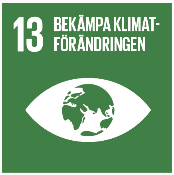 13 BEKÄMPA KLIMAT-
FÖRÄNDRINGEN